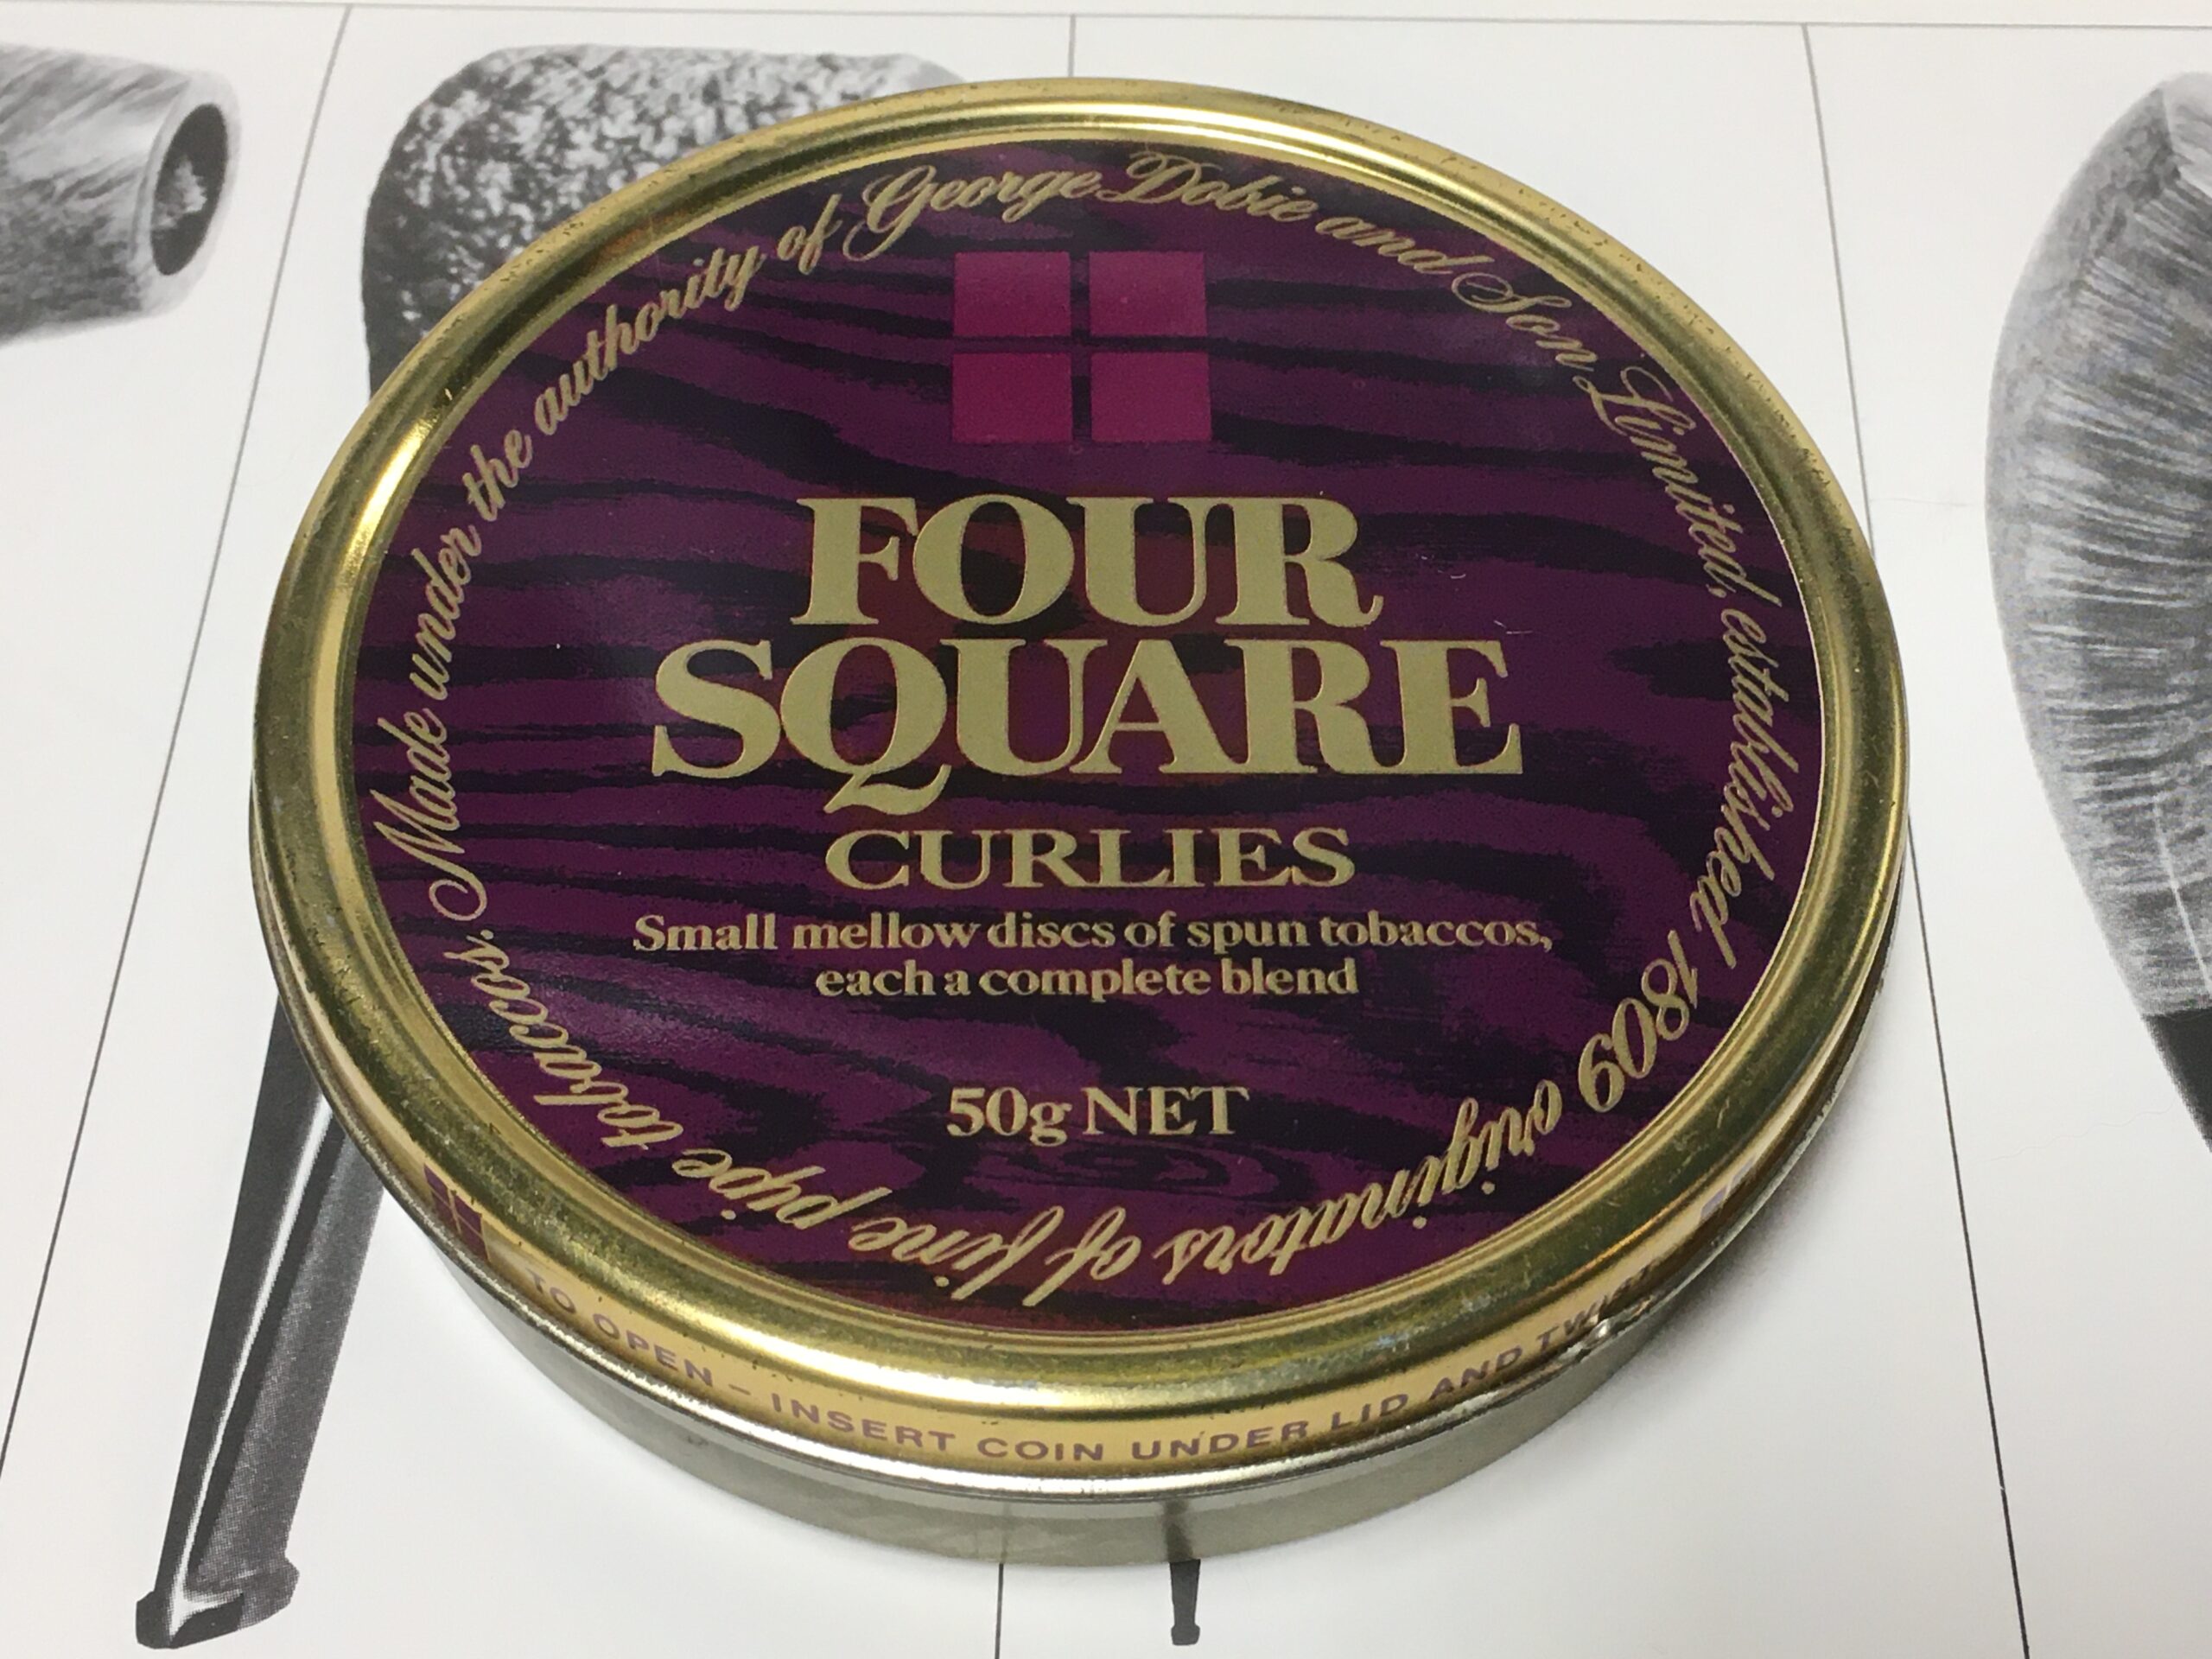 Made under the authority of George Dobie and Son Limited, established 1809 originators of fine pipe tobaccos.
FOUR
SQUARE
CURLIES
Small mellow discs of spun tobaccos,
each a complete blend
50g NET
TO OPEN – INSERT COIN UNDER LID AND TWIST